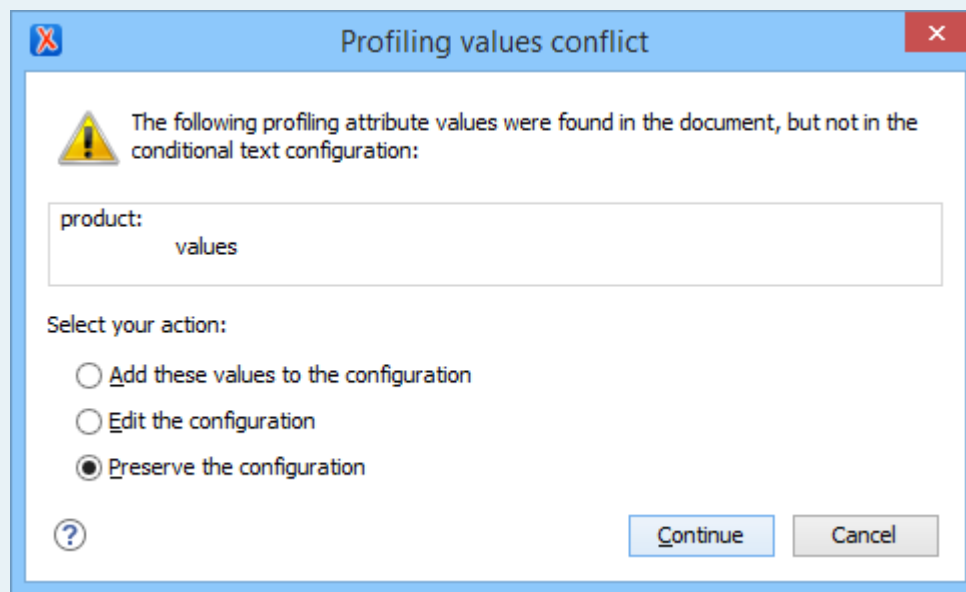 Profiling values conflict
The following profiling attribute values were found in the document, but not in the
conditional text configuration:
product:
values
Select your action:
Add these values to the configuration
Edit the configuration
Preserve the configuration
? Continue Cancel